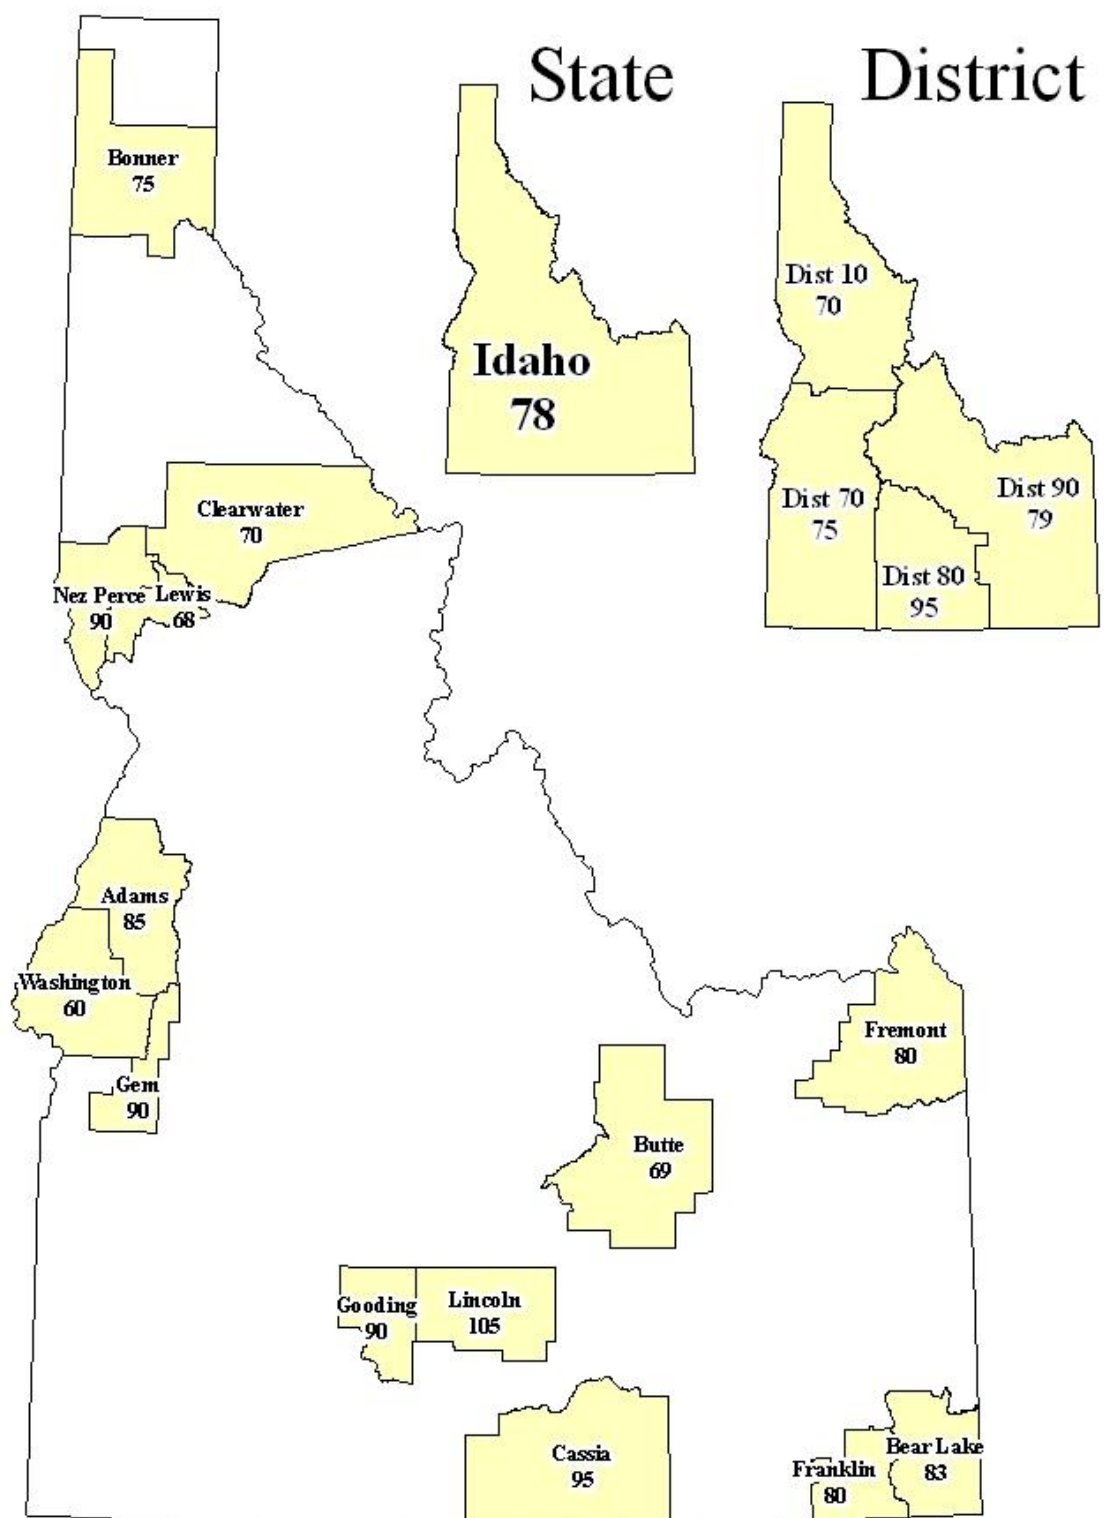 State
District
Bonner
75
Idaho
78
Dist 10
70
Dist 70
75
Dist 90
79
Dist 80
95
Clearwater
70
Nez Perce
90
Lewis
68
Adams
85
Washington
60
Gem
90
Fremont
80
Butte
69
Gooding
90
Lincoln
105
Cassia
95
Franklin
80
Bear Lake
83